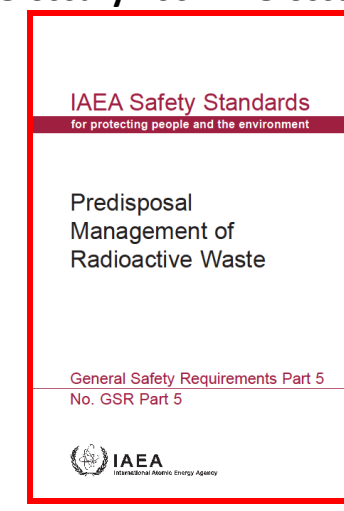 IAEA Safety Standards
for protecting people and the environment
Predisposal
Management of
Radioactive Waste
General Safety Requirements Part 5
No. GSR Part 5
IAEA
International Atomic Energy Agency